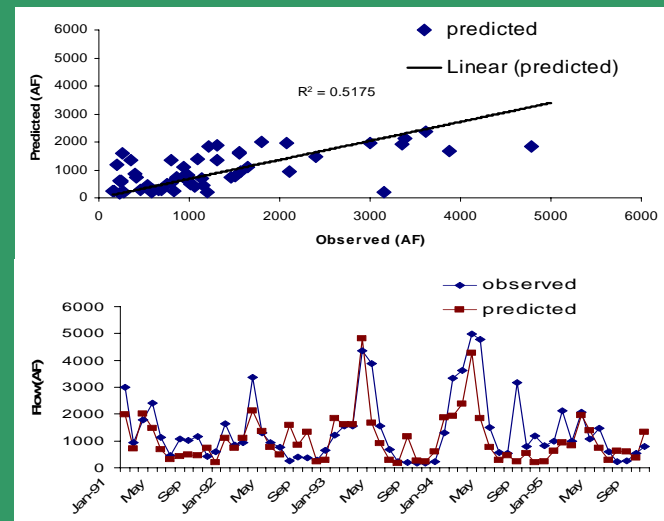 6000
5000
4000
3000
2000
1000
0
Predicted (AF)
predicted
Linear (predicted)
R² = 0.5175
0 1000 2000 3000 4000 5000 6000
Observed (AF)
observed
predicted
6000
5000
4000
3000
2000
1000
0
Flow(AF)
Jan-91 May Sep Jan-92 May Sep Jan-93 May Sep Jan-94 May Sep Jan-95 May Sep